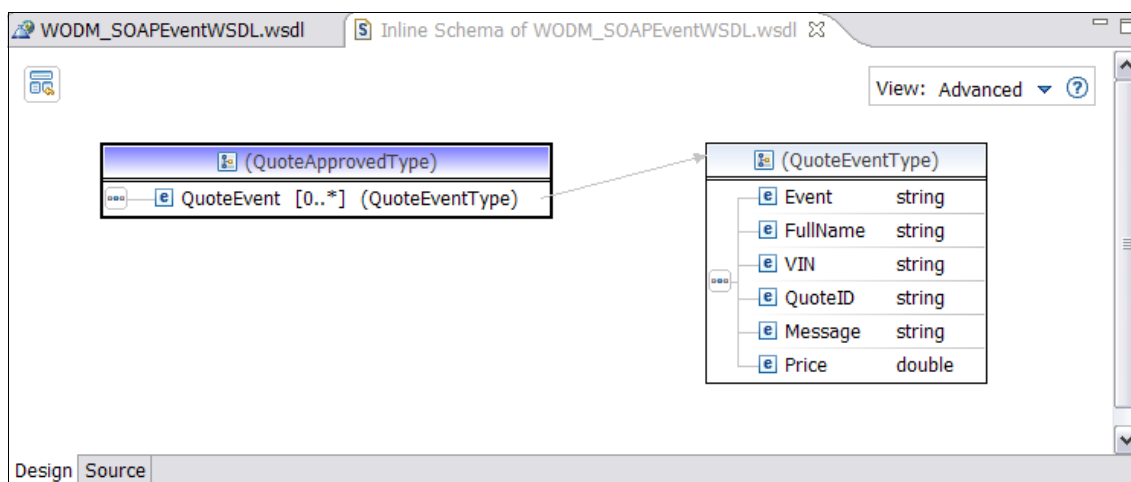 WODM_SOAPEventWSDL.wsdl
Inline Schema of WODM_SOAPEventWSDL.wsdl
View: Advanced
(QuoteApprovedType)
QuoteEvent [0..*] (QuoteEventType)
(QuoteEventType)
Event string
FullName string
VIN string
QuoteID string
Message string
Price double
Design Source